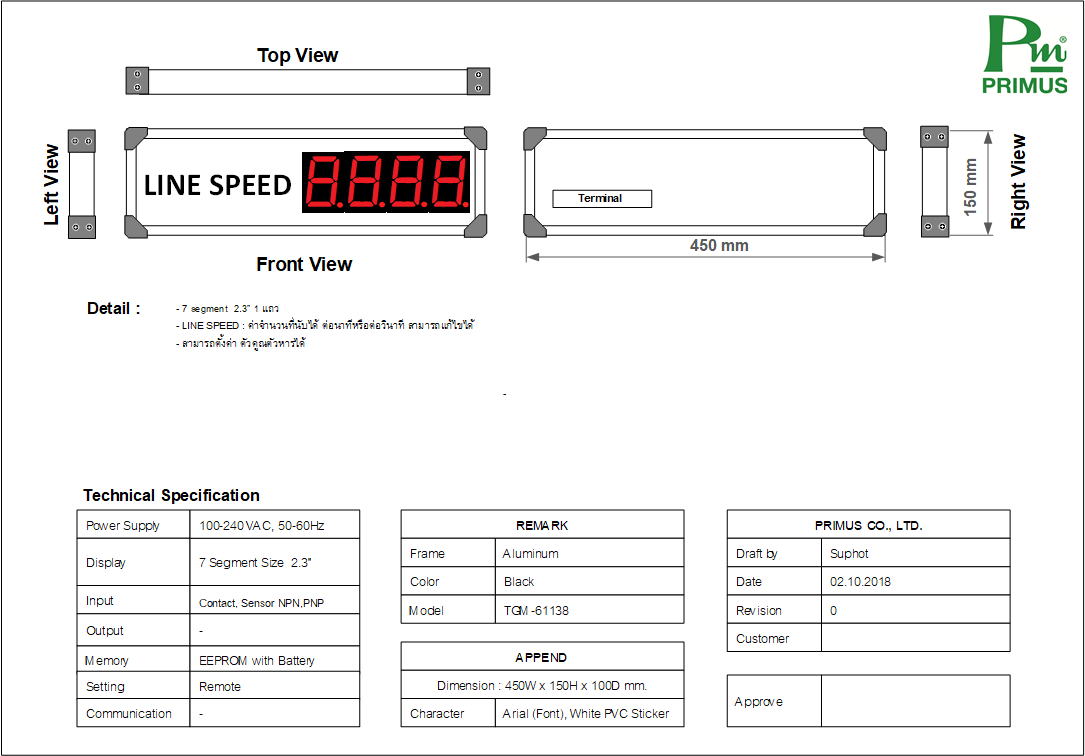 Pm®
PRIMUS
Top View
Left View
LINE SPEED 8.8.8.8.
Front View
Terminal
450 mm
150 mm
Right View
Detail :
- 7 segment 2.3" 1 แถว
- LINE SPEED : ค่าจำนวนที่นับได้ ต่อนาทีหรือต่อวินาที สามารถแก้ไขได้
- สามารถตั้งค่า ตัวคูณตัวหารได้
-
Technical Specification
Power Supply 100-240 VAC, 50-60Hz
Display 7 Segment Size 2.3"
Input Contact, Sensor NPN,PNP
Output -
Memory EEPROM with Battery
Setting Remote
Communication -
REMARK
Frame Aluminum
Color Black
Model TGM-61138
APPEND
Dimension : 450W x 150H x 100D mm.
Character Arial (Font), White PVC Sticker
PRIMUS CO., LTD.
Draft by Suphot
Date 02.10.2018
Revision 0
Customer
Approve